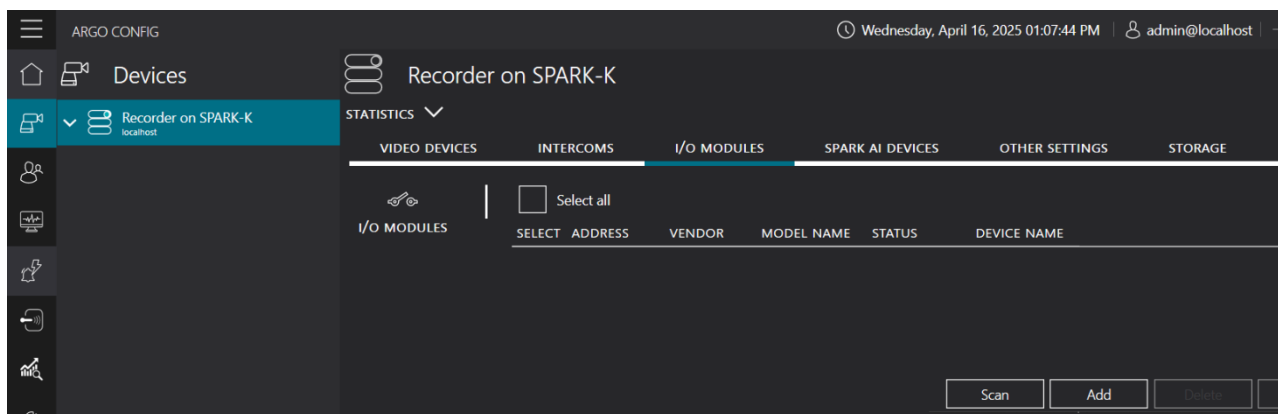 ARGO CONFIG
Wednesday, April 16, 2025 01:07:44 PM
admin@localhost
Devices
Recorder on SPARK-K
Recorder on SPARK-K
localhost
STATISTICS
VIDEO DEVICES INTERCOMS I/O MODULES SPARK AI DEVICES OTHER SETTINGS STORAGE
I/O MODULES
Select all
SELECT ADDRESS VENDOR MODEL NAME STATUS DEVICE NAME
Scan Add Delete